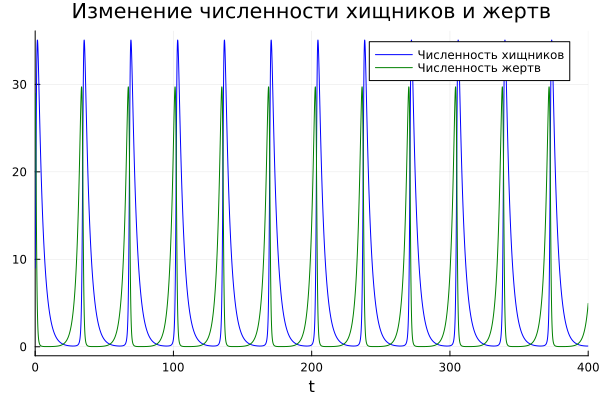 Изменение численности хищников и жертв
Численность хищников
Численность жертв
30
20
10
0
0 100 200 300 400
t